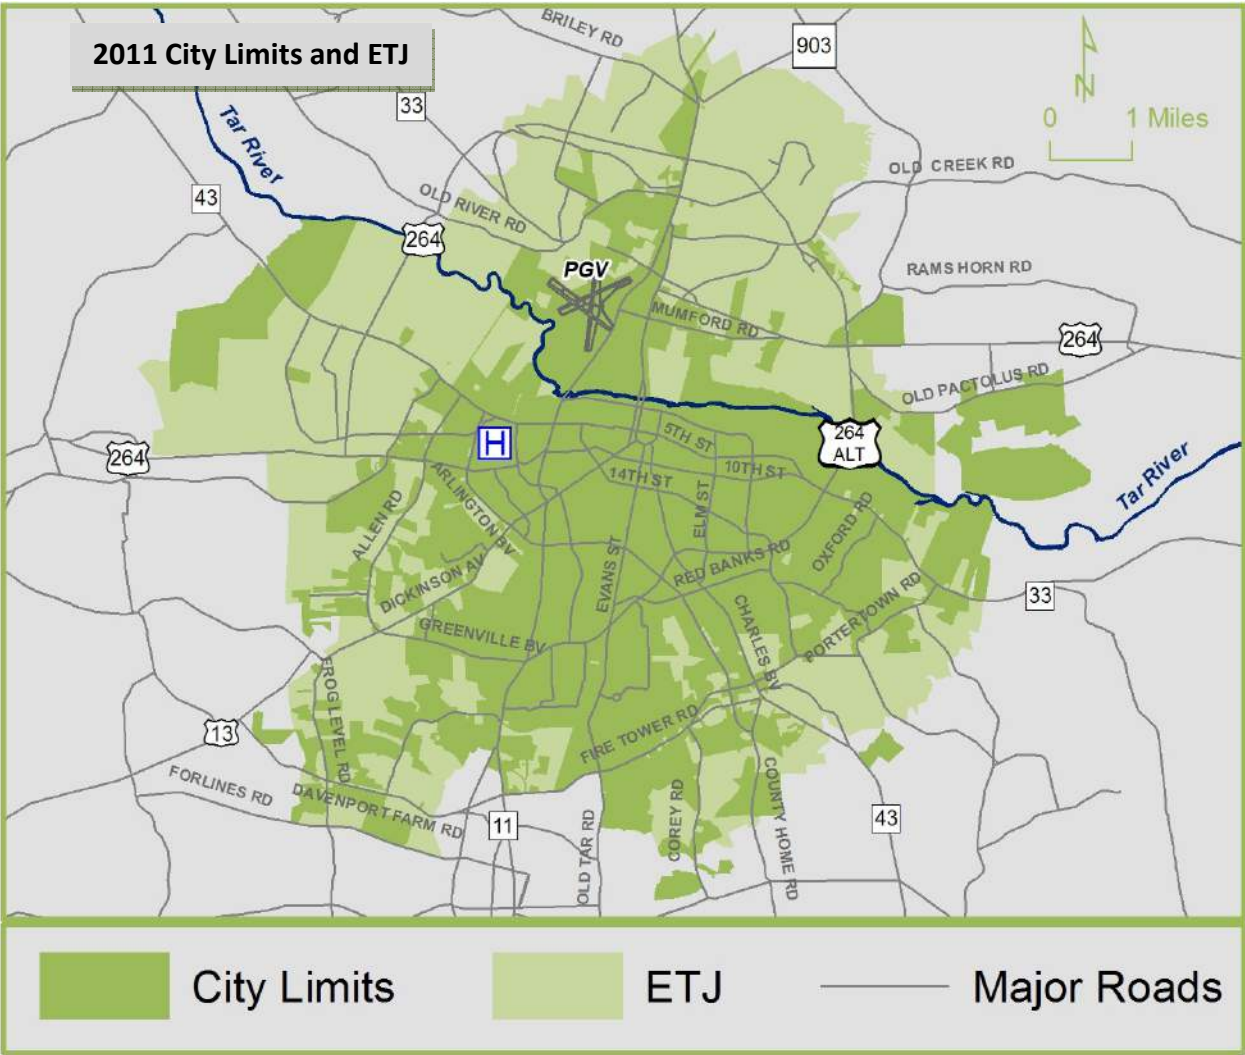 2011 City Limits and ETJ
BRILEY RD
903
N
0 1 Miles
33
Tar River
43
OLD RIVER RD
OLD CREEK RD
264
PGV
RAMS HORN RD
MUMFORD RD
264
OLD PACTOLUS RD
264
H
5TH ST
264
ALT
10TH ST
14TH ST
Tar River
ARLINGTON BV
ALLEN RD
ELM ST
OXFORD RD
DICKINSON AV
EVANS ST
RED BANKS RD
33
GREENVILLE BV
CHARLES BV
PORTERTOWN RD
FROG LEVEL RD
13
FIRE TOWER RD
FORLINES RD
DAVENPORT FARM RD
11
OLD TAR RD
COREY RD
COUNTY HOME RD
43
City Limits
ETJ
Major Roads